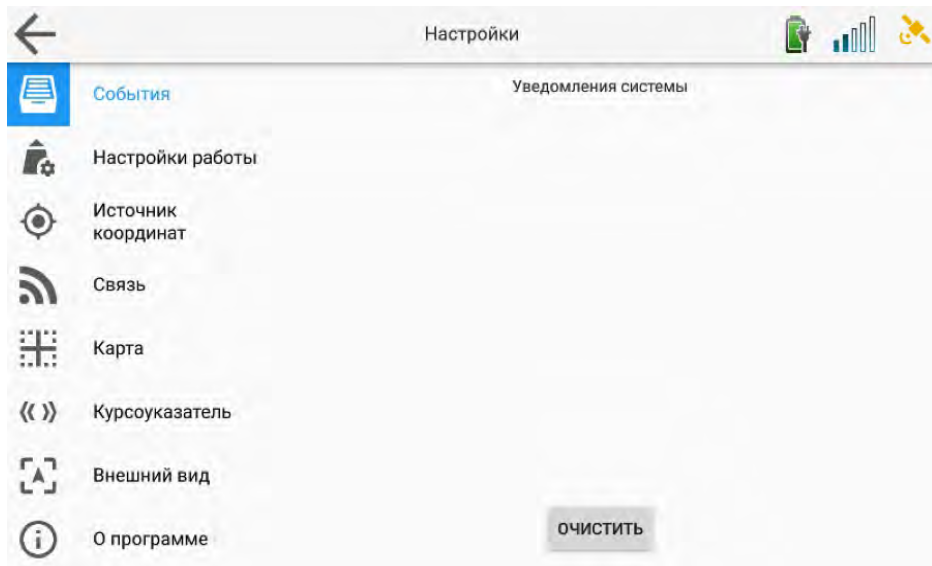 Настройки
События
Уведомления системы
Настройки работы
Источник
координат
Связь
Карта
Курсоуказатель
Внешний вид
О программе
ОЧИСТИТЬ